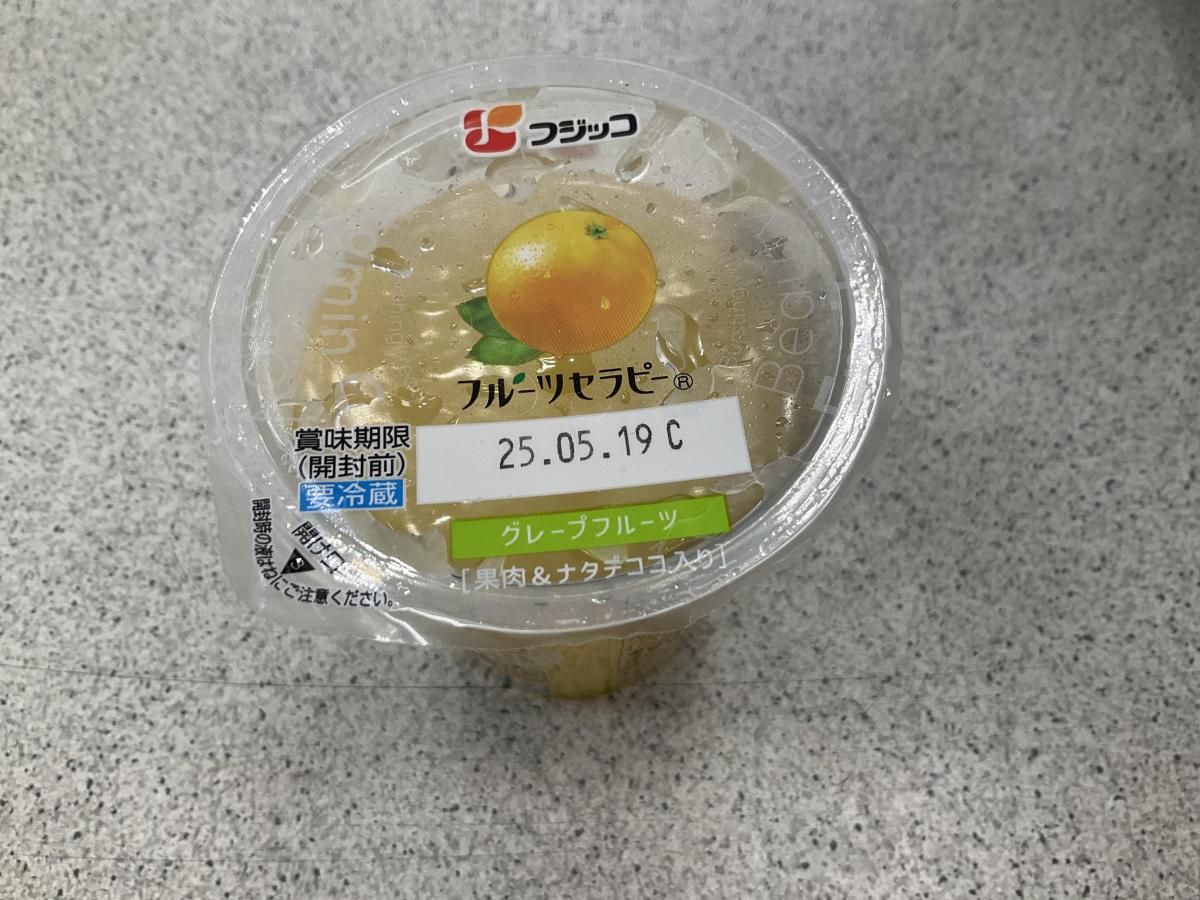 フジッコ
フルーツセラピー®
賞味期限
(開封前)
要冷蔵
25.05.19 C
グレープフルーツ
[果肉&ナタデココ入り]
開け口
開封時の液はねにご注意ください。